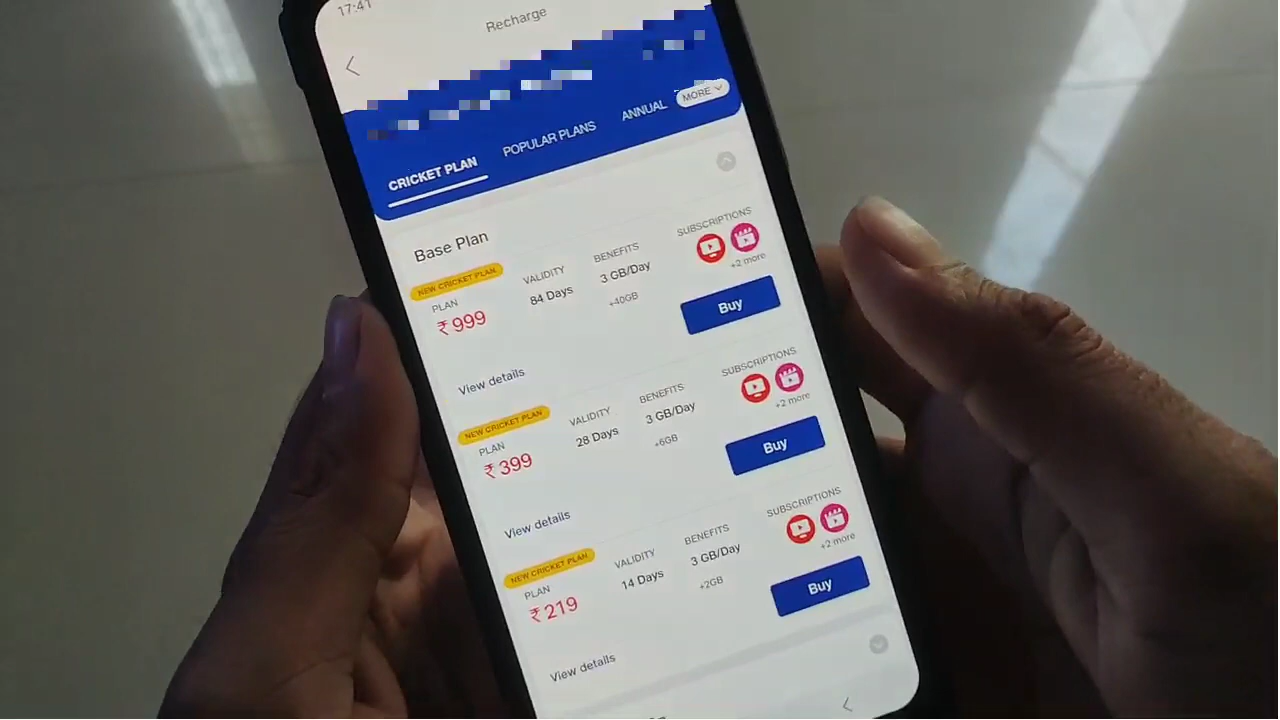 17:41
Recharge
CRICKET PLAN POPULAR PLANS ANNUAL MORE
Base Plan
NEW CRICKET PLAN
PLAN VALIDITY BENEFITS SUBSCRIPTIONS
₹999 84 Days 3 GB/Day
+40GB +2 more
Buy
View details
NEW CRICKET PLAN
PLAN VALIDITY BENEFITS SUBSCRIPTIONS
₹399 28 Days 3 GB/Day
+6GB +2 more
Buy
View details
NEW CRICKET PLAN
PLAN VALIDITY BENEFITS SUBSCRIPTIONS
₹219 14 Days 3 GB/Day
+2GB +2 more
Buy
View details